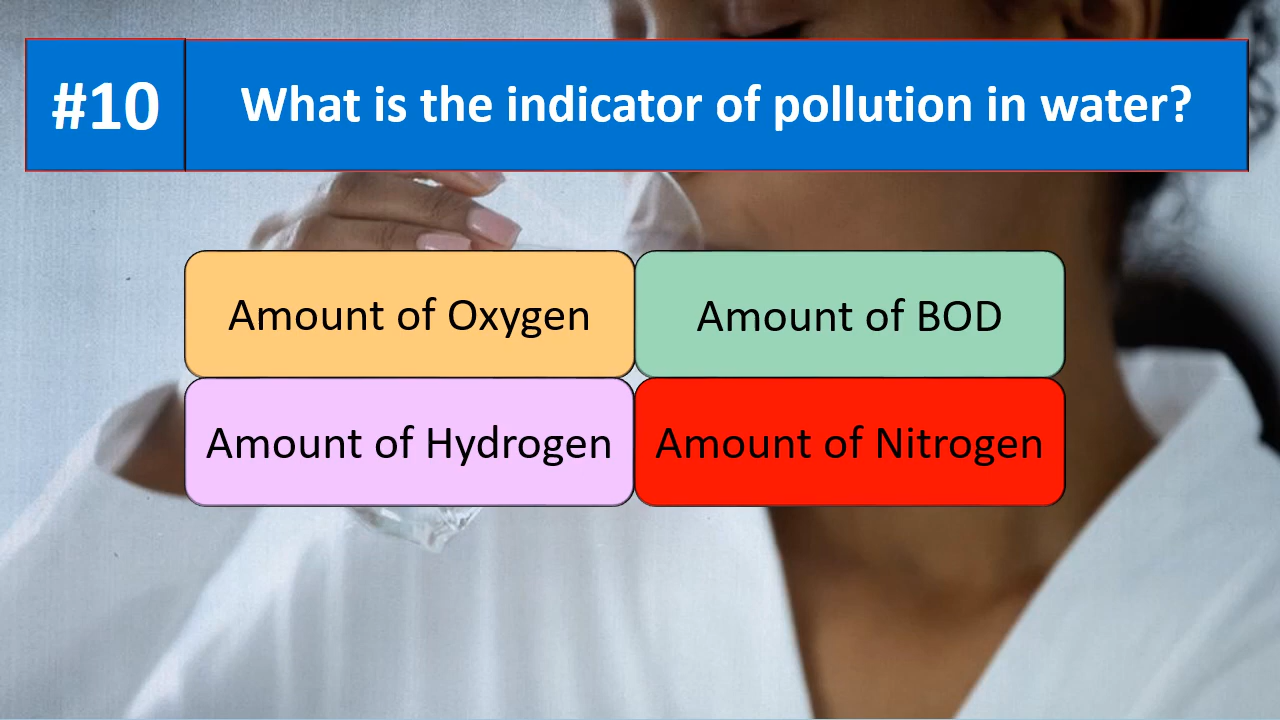 #10 What is the indicator of pollution in water?
Amount of Oxygen
Amount of BOD
Amount of Hydrogen
Amount of Nitrogen